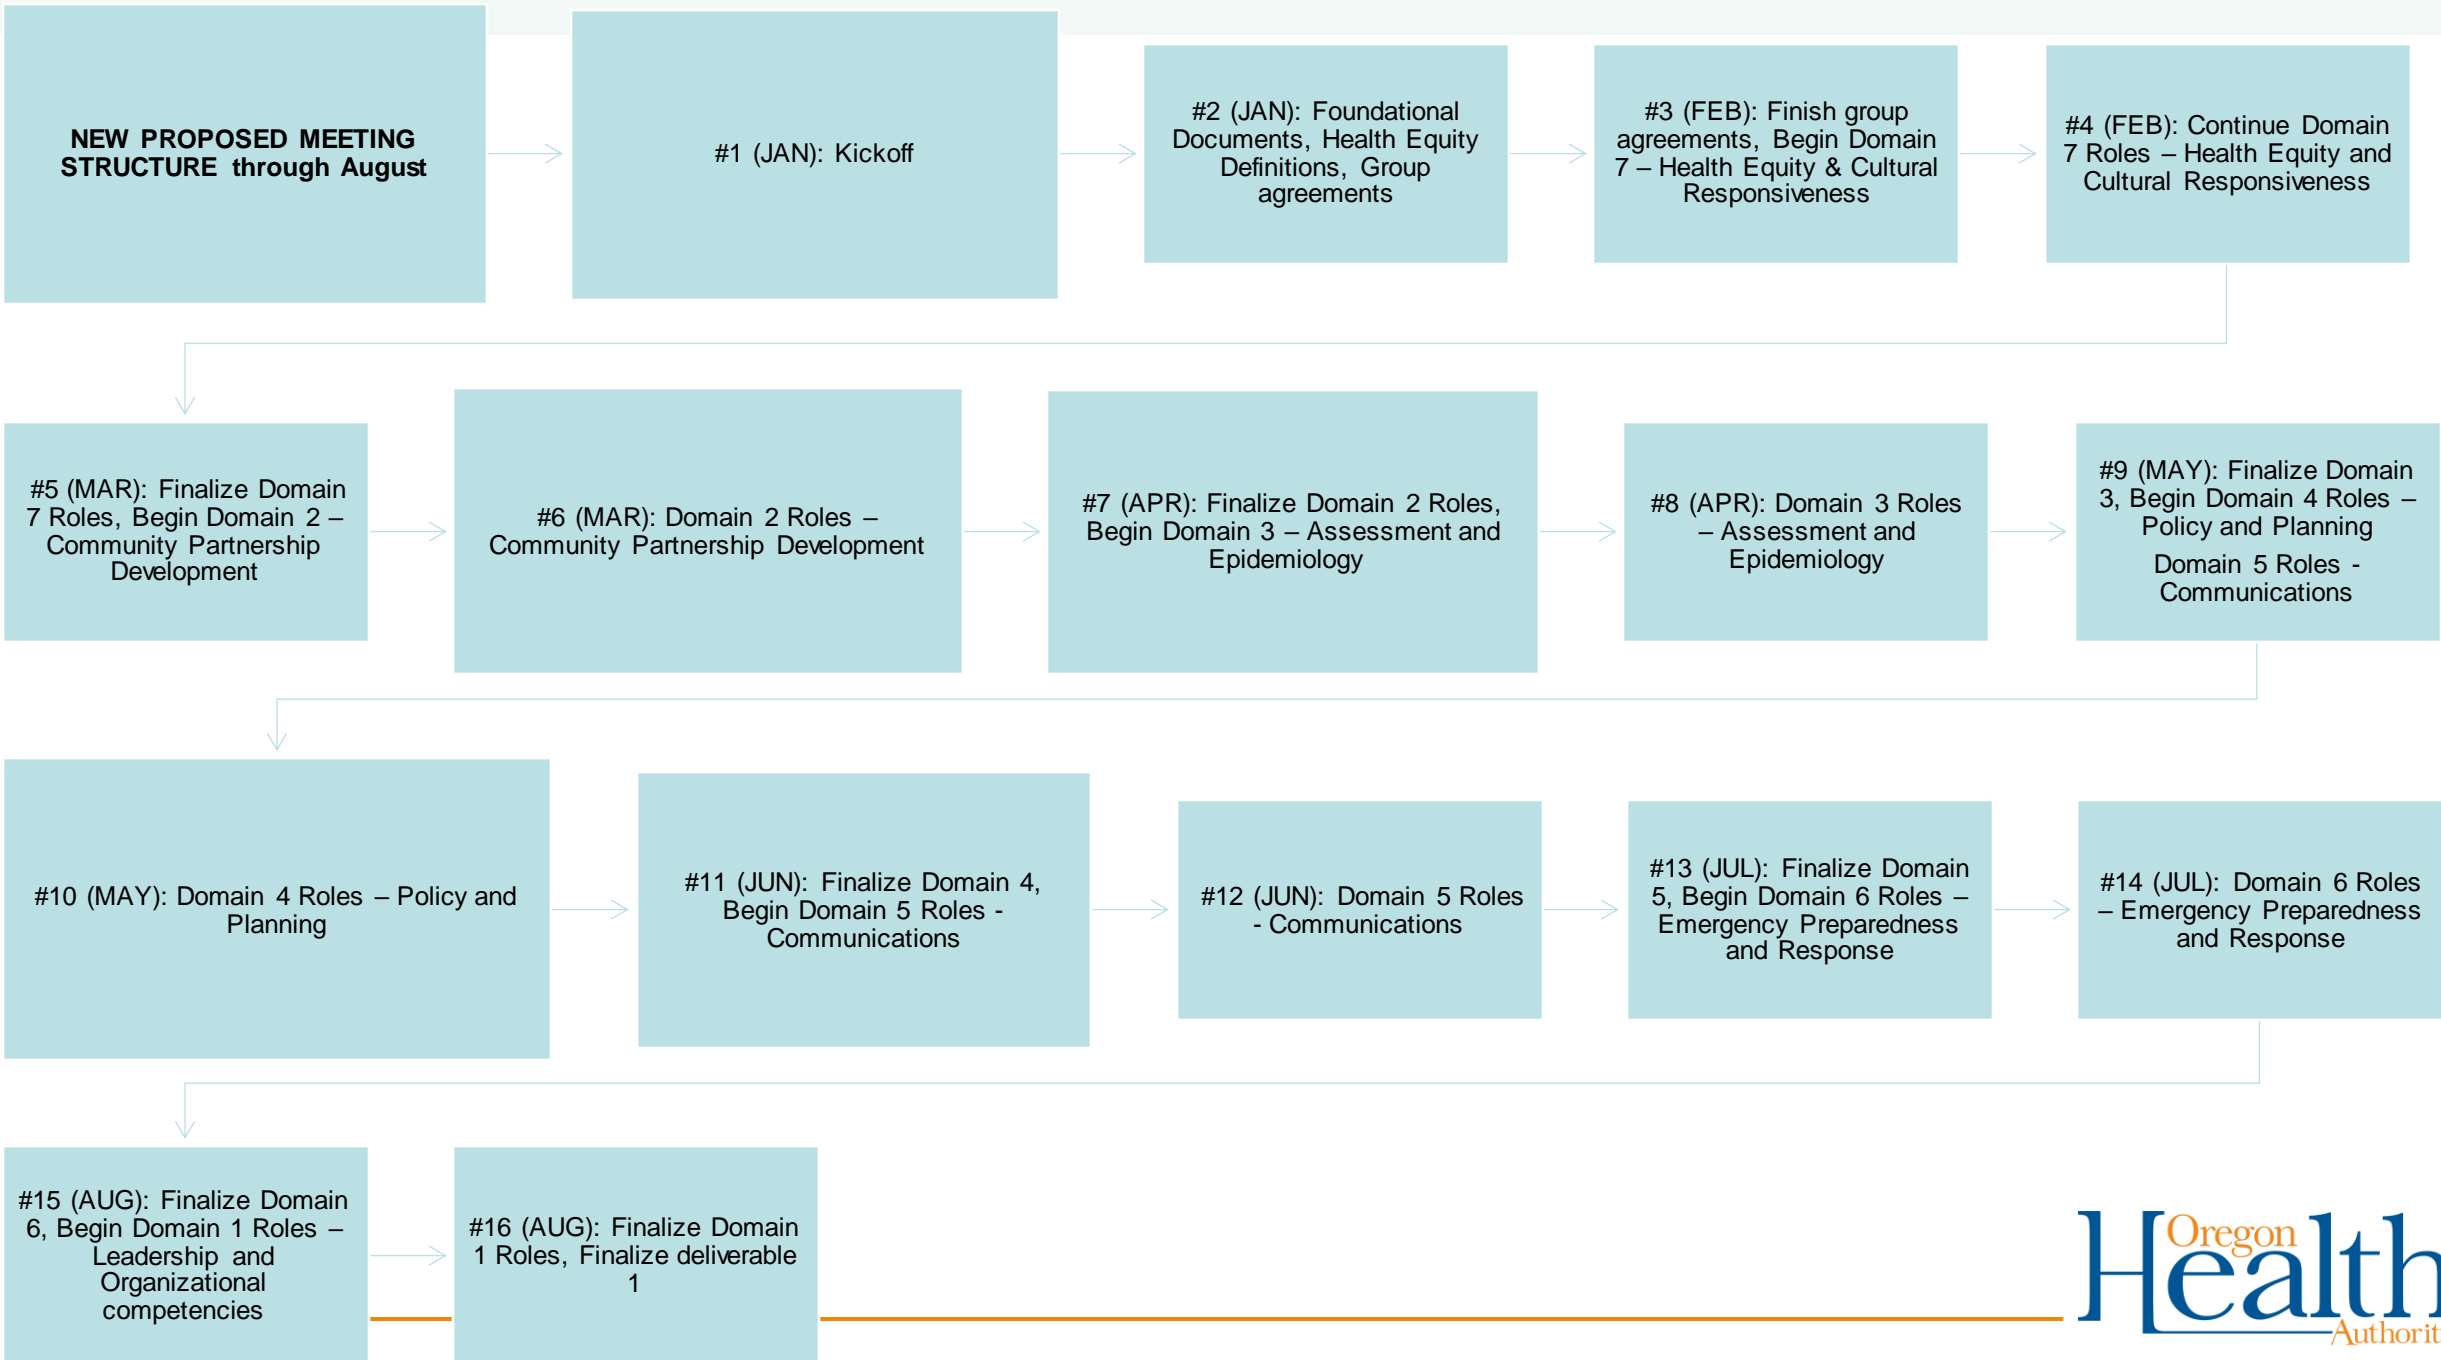 NEW PROPOSED MEETING
STRUCTURE through August
#1 (JAN): Kickoff
#2 (JAN): Foundational
Documents, Health Equity
Definitions, Group
agreements
#3 (FEB): Finish group
agreements, Begin Domain
7 – Health Equity & Cultural
Responsiveness
#4 (FEB): Continue Domain
7 Roles – Health Equity and
Cultural Responsiveness
#5 (MAR): Finalize Domain
7 Roles, Begin Domain 2 –
Community Partnership
Development
#6 (MAR): Domain 2 Roles –
Community Partnership Development
#7 (APR): Finalize Domain 2 Roles,
Begin Domain 3 – Assessment and
Epidemiology
#8 (APR): Domain 3 Roles
– Assessment and
Epidemiology
#9 (MAY): Finalize Domain
3, Begin Domain 4 Roles –
Policy and Planning
Domain 5 Roles -
Communications
#10 (MAY): Domain 4 Roles – Policy and
Planning
#11 (JUN): Finalize Domain 4,
Begin Domain 5 Roles -
Communications
#12 (JUN): Domain 5 Roles
- Communications
#13 (JUL): Finalize Domain
5, Begin Domain 6 Roles –
Emergency Preparedness
and Response
#14 (JUL): Domain 6 Roles
– Emergency Preparedness
and Response
#15 (AUG): Finalize Domain
6, Begin Domain 1 Roles –
Leadership and
Organizational
competencies
#16 (AUG): Finalize Domain
1 Roles, Finalize deliverable
1
Oregon
Health
Authorit